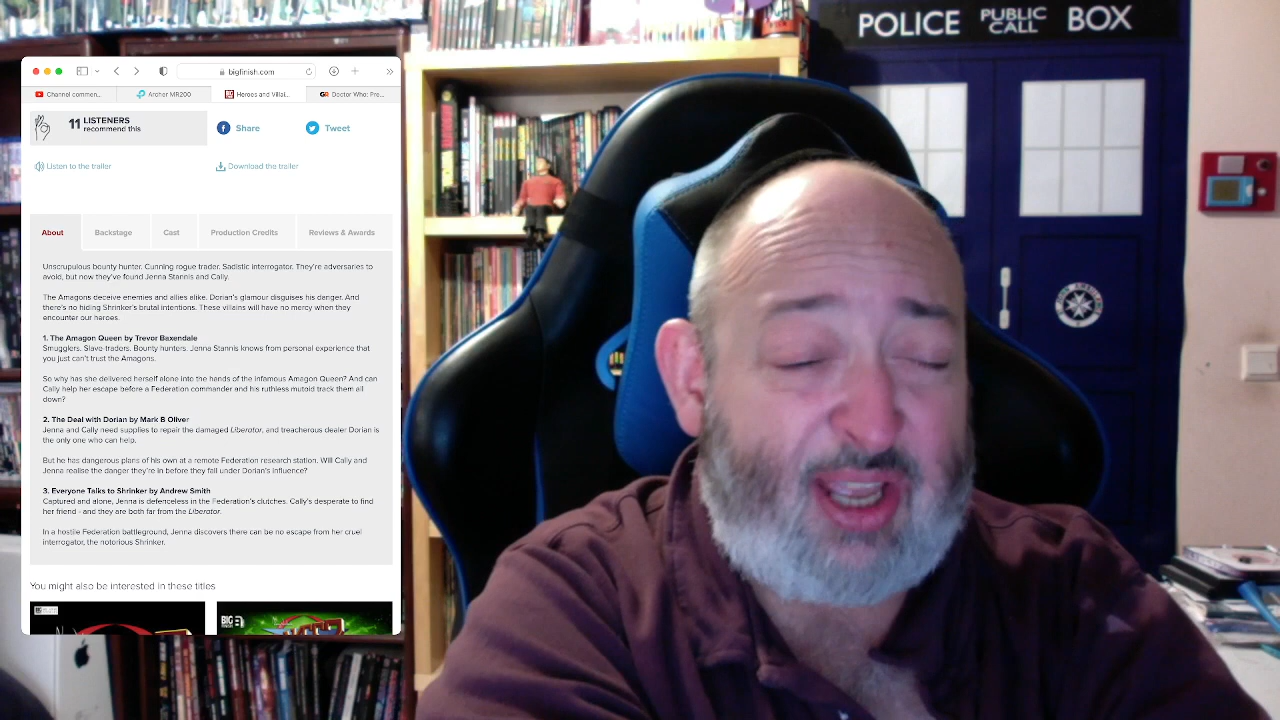 POLICE PUBLIC CALL BOX
bigfinish.com
Channel commen...
Archer MR200
Heroes and Villai...
Doctor Who: Fre...
11 LISTENERS
recommend this
Share
Tweet
Listen to the trailer
Download the trailer
About
Backstage
Cast
Production Credits
Reviews & Awards
Unscrupulous bounty hunter. Cunning rogue trader. Sadistic interrogator. They're adversaries to
avoid, but now they've found Jenna Stannis and Cally.
The Amagons deceive enemies and allies alike. Dorian's glamour disguises his danger. And
there's no hiding Shrinker's brutal intentions. These villains will have no mercy when they
encounter our heroes.
1. The Amagon Queen by Trevor Baxendale
Smugglers. Slave-traders. Bounty hunters. Jenna Stannis knows from personal experience that
you just can't trust the Amagons.
So why has she delivered herself alone into the hands of the infamous Amagon Queen? And can
Cally help her escape before a Federation commander and his ruthless mutoid track them all
down?
2. The Deal with Dorian by Mark B Oliver
Jenna and Cally need supplies to repair the damaged Liberator, and treacherous dealer Dorian is
the only one who can help.
But he has dangerous plans of his own at a remote Federation research station. Will Cally and
Jenna realise the danger they're in before they fall under Dorian's influence?
3. Everyone Talks to Shrinker by Andrew Smith
Captured and alone, Jenna is defenceless in the Federation's clutches. Cally's desperate to find
her friend - and they are both far from the Liberator.
In a hostile Federation battleground, Jenna discovers there can be no escape from her cruel
interrogator, the notorious Shrinker.
You might also be interested in these titles
BIG